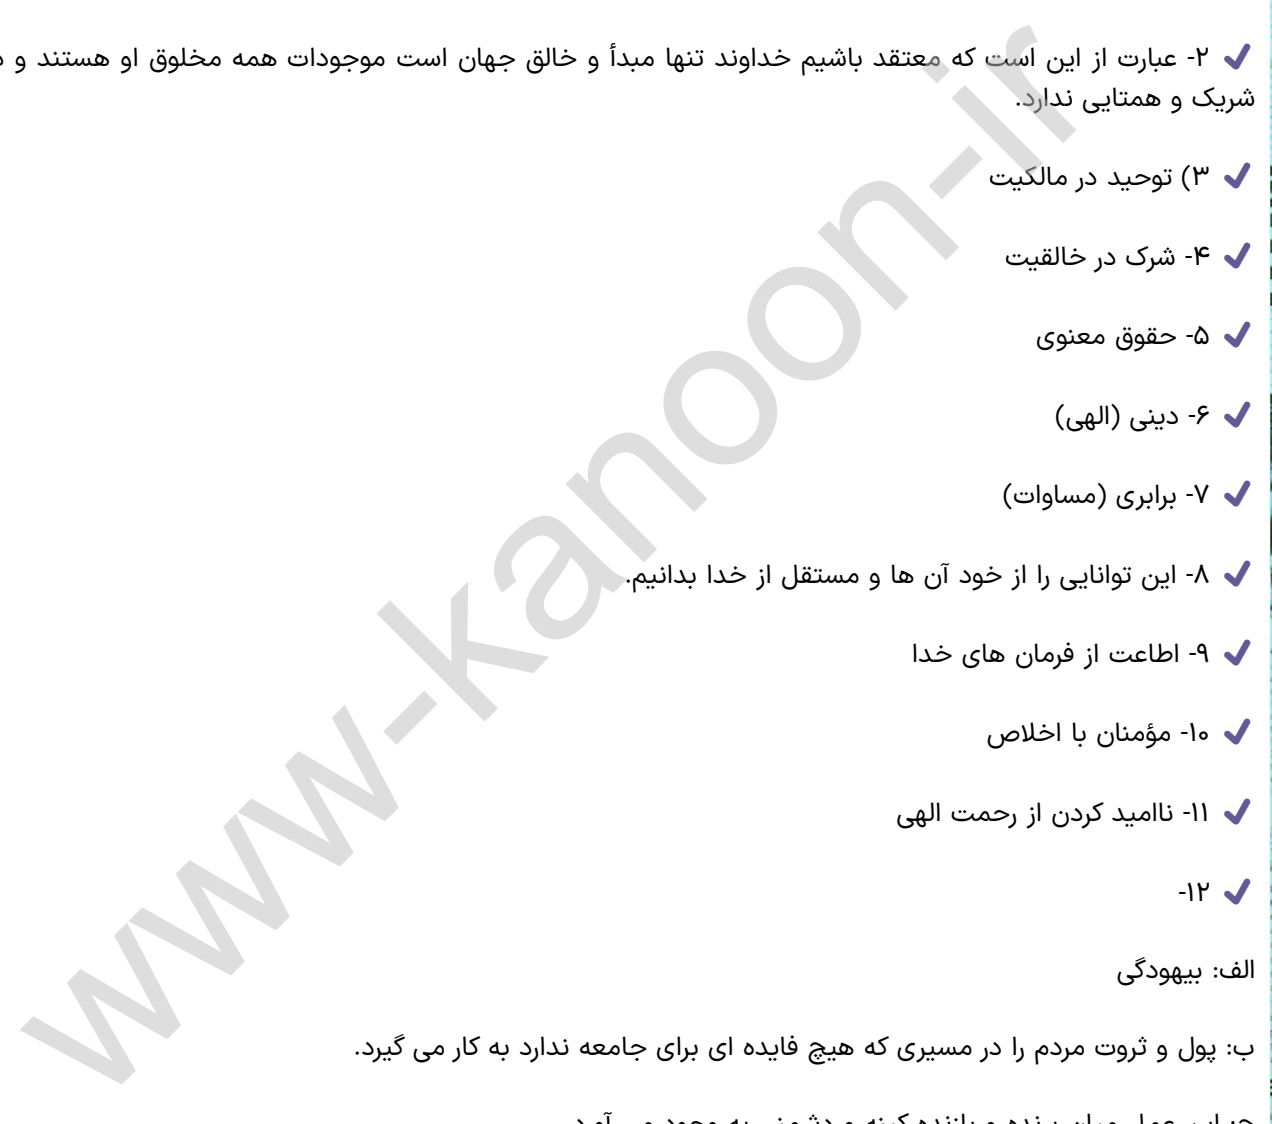 ۲- عبارت از این است که معتقد باشیم خداوند تنها مبدأ و خالق جهان است موجودات همه مخلوق او هستند و
شریک و همتایی ندارد.
۳) توحید در مالکیت
۴- شرک در خالقیت
۵- حقوق معنوی
۶- دینی (الهی)
۷- برابری (مساوات)
۸- این توانایی را از خود آن ها و مستقل از خدا بدانیم.
۹- اطاعت از فرمان های خدا
۱۰- مؤمنان با اخلاص
۱۱- ناامید کردن از رحمت الهی
۱۲-
الف: بیهودگی
ب: پول و ثروت مردم را در مسیری که هیچ فایده ای برای جامعه ندارد به کار می گیرد.
www-kanoon-ir